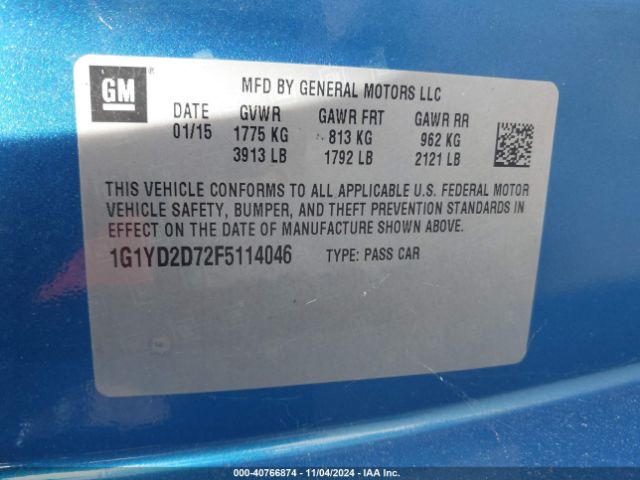 GM ®
MFD BY GENERAL MOTORS LLC
DATE GVWR GAWR FRT GAWR RR
01/15 1775 KG 813 KG 962 KG
3913 LB 1792 LB 2121 LB
THIS VEHICLE CONFORMS TO ALL APPLICABLE U.S. FEDERAL MOTOR
VEHICLE SAFETY, BUMPER, AND THEFT PREVENTION STANDARDS IN
EFFECT ON THE DATE OF MANUFACTURE SHOWN ABOVE.
1G1YD2D72F5114046 TYPE: PASS CAR
000-40766874 - 11/04/2024 - IAA Inc.